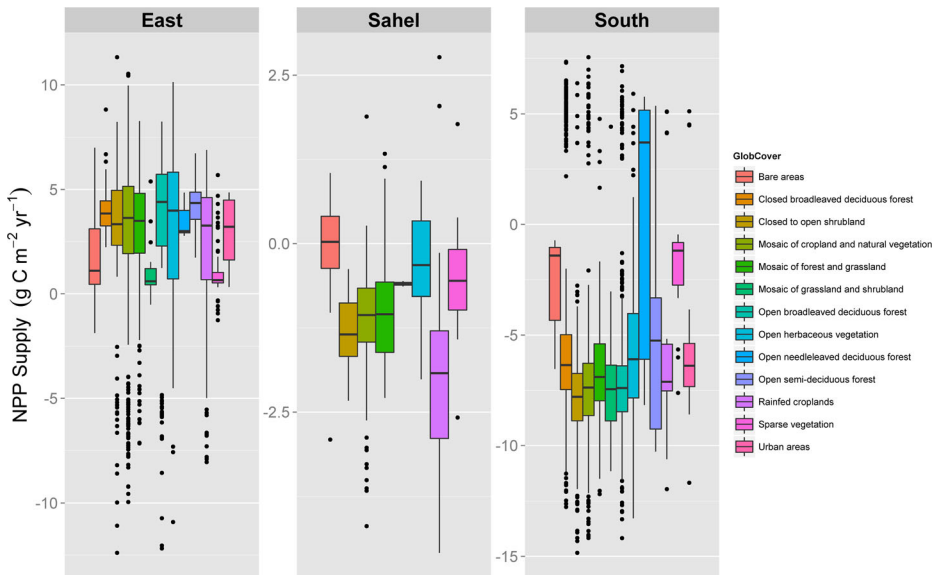 East
Sahel
South
NPP Supply (g C m⁻² yr⁻¹)
10
5
0
-5
-10
2.5
0.0
-2.5
5
0
-5
-10
-15
GlobCover
Bare areas
Closed broadleaved deciduous forest
Closed to open shrubland
Mosaic of cropland and natural vegetation
Mosaic of forest and grassland
Mosaic of grassland and shrubland
Open broadleaved deciduous forest
Open herbaceous vegetation
Open needleleaved deciduous forest
Open semi-deciduous forest
Rainfed croplands
Sparse vegetation
Urban areas